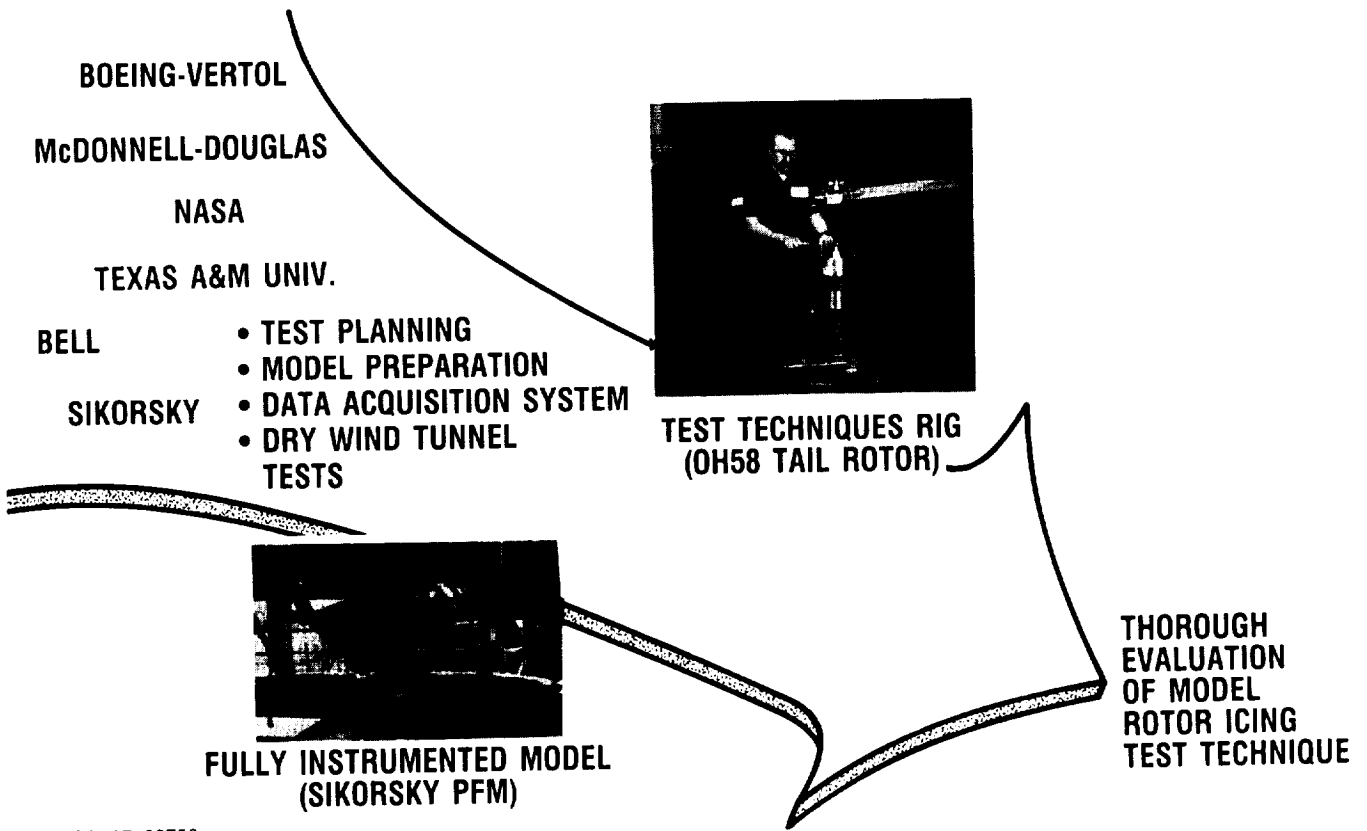 BOEING-VERTOL
McDONNELL-DOUGLAS
NASA
TEXAS A&M UNIV.
BELL
SIKORSKY
• TEST PLANNING
• MODEL PREPARATION
• DATA ACQUISITION SYSTEM
• DRY WIND TUNNEL
TESTS
TEST TECHNIQUES RIG
(OH58 TAIL ROTOR)
FULLY INSTRUMENTED MODEL
(SIKORSKY PFM)
THOROUGH
EVALUATION
OF MODEL
ROTOR ICING
TEST TECHNIQUE